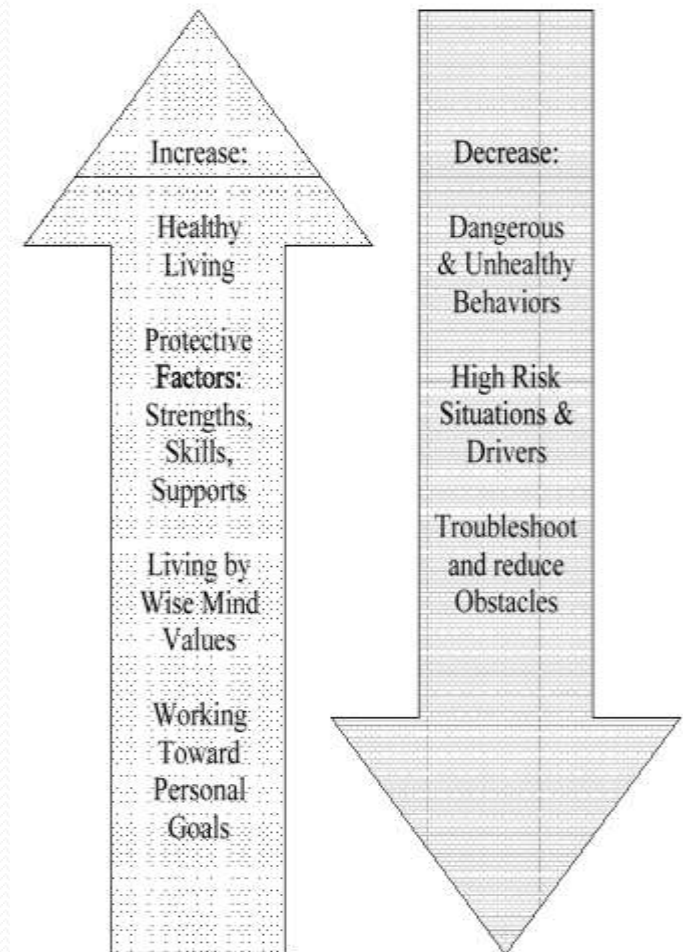 Increase:
Healthy
Living
Protective
Factors:
Strengths,
Skills,
Supports
Living by
Wise Mind
Values
Working
Toward
Personal
Goals
Decrease:
Dangerous
& Unhealthy
Behaviors
High Risk
Situations &
Drivers
Troubleshoot
and reduce
Obstacles